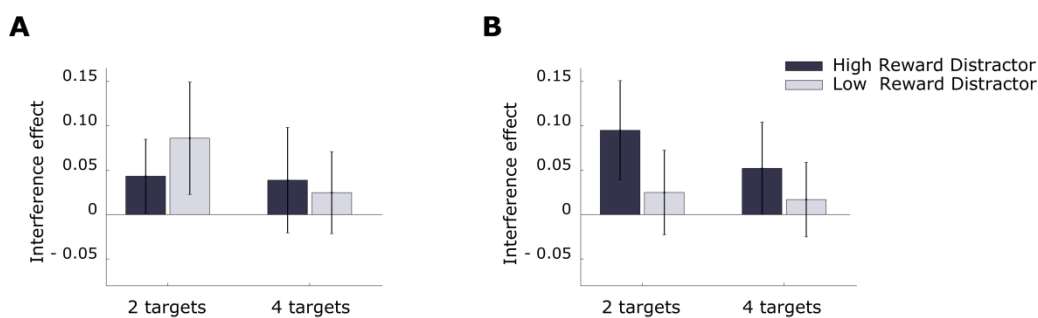 A
Interference effect
0.15
0.10
0.05
0
- 0.05
2 targets
4 targets
B
High Reward Distractor
Low Reward Distractor
Interference effect
0.15
0.10
0.05
0
- 0.05
2 targets
4 targets